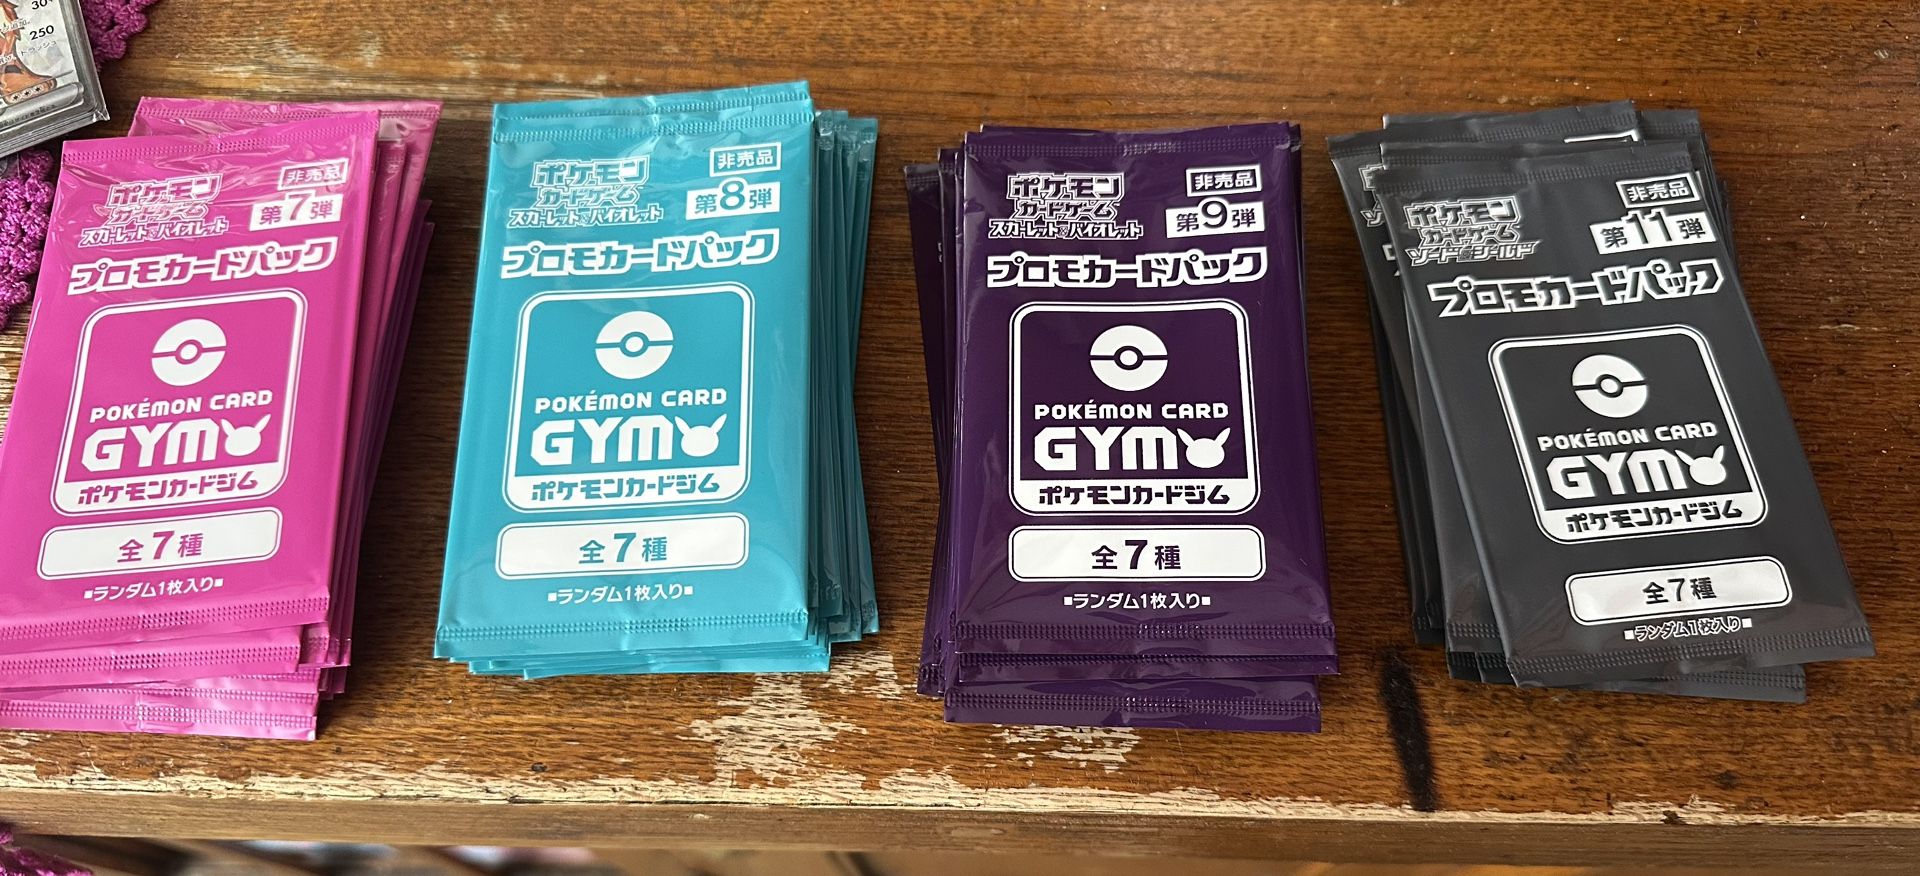 30
250
ポケモン
カードゲーム
スカーレット&バイオレット
非売品
第7弾
プロモカードパック
POKÉMON CARD
GYM
ポケモンカードジム
全7種
■ランダム1枚入り■
ポケモン
カードゲーム
スカーレット&バイオレット
非売品
第8弾
プロモカードパック
POKÉMON CARD
GYM
ポケモンカードジム
全7種
■ランダム1枚入り■
ポケモン
カードゲーム
スカーレット&バイオレット
非売品
第9弾
プロモカードパック
POKÉMON CARD
GYM
ポケモンカードジム
全7種
■ランダム1枚入り■
ポケモン
カードゲーム
ソード&シールド
非売品
第11弾
プロモカードパック
POKÉMON CARD
GYM
ポケモンカードジム
全7種
■ランダム1枚入り■